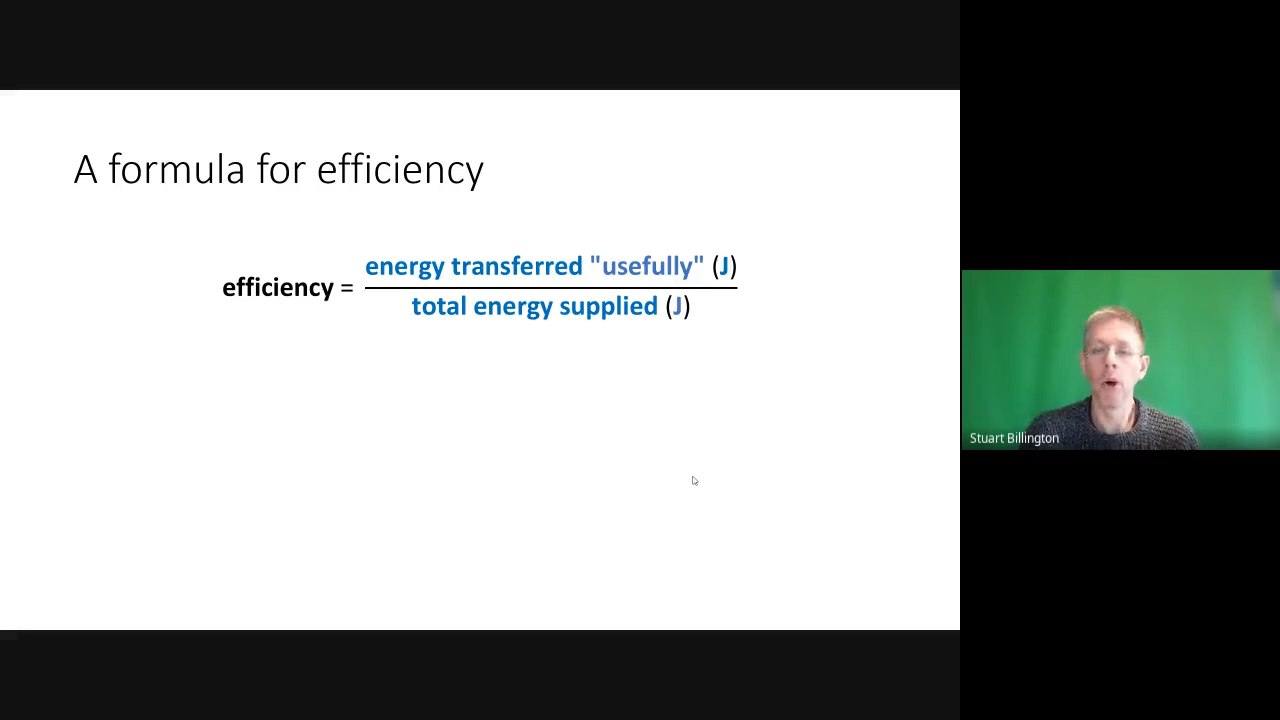 A formula for efficiency
energy transferred "usefully" (J)
efficiency =
total energy supplied (J)
Stuart Billington